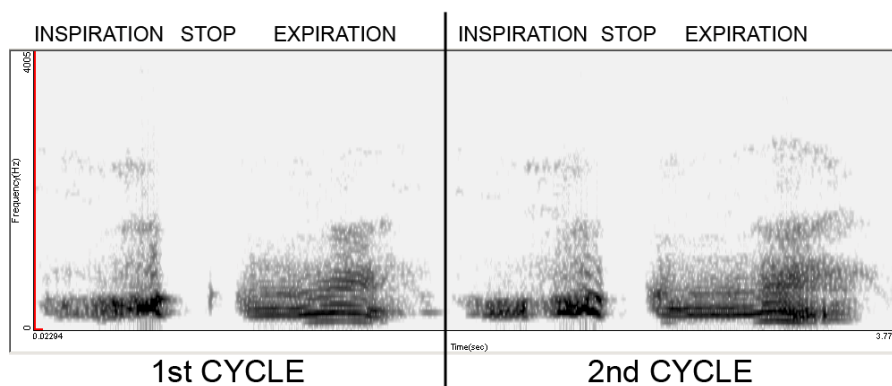 INSPIRATION STOP EXPIRATION INSPIRATION STOP EXPIRATION
4005
Frequency(Hz)
0
0.02294 Time(sec) 3.77
1st CYCLE 2nd CYCLE